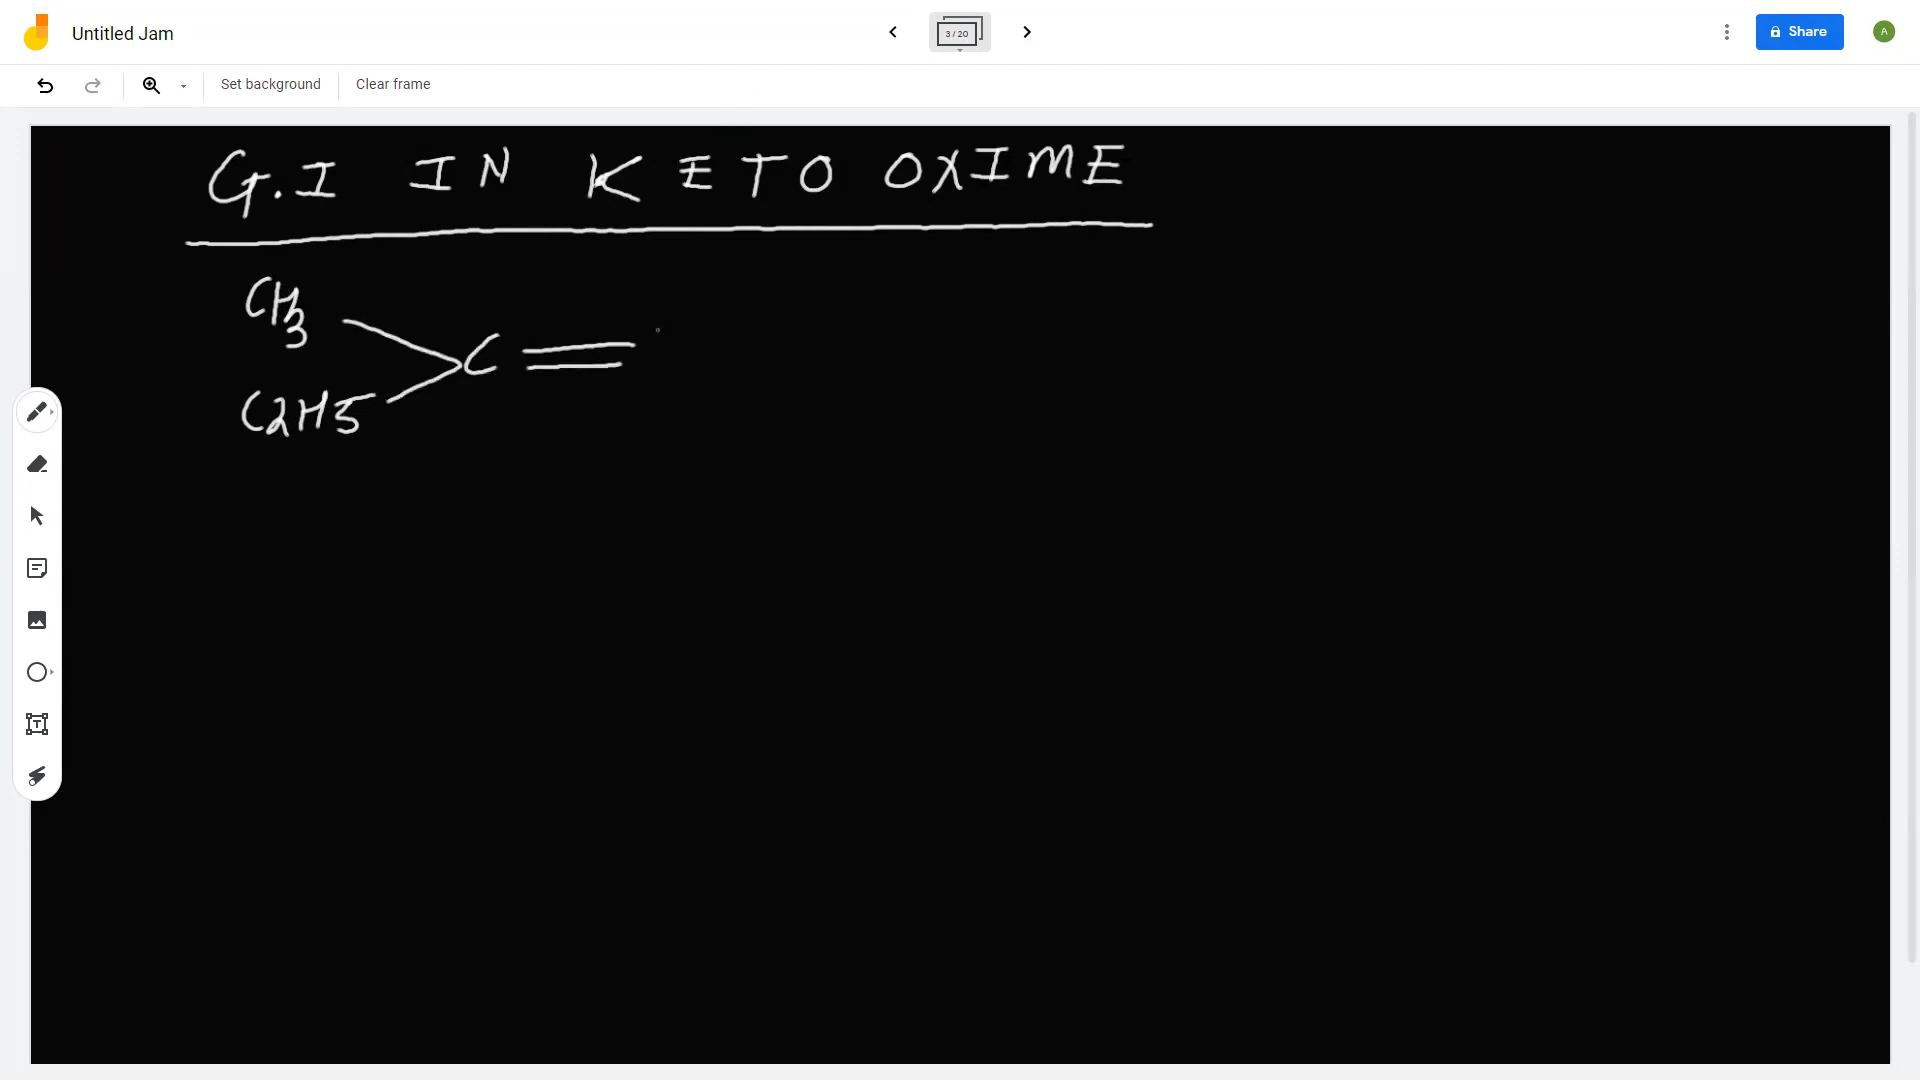 Untitled Jam
3 / 20
Share
A
Set background
Clear frame
G.I IN KETO OXIME
CH3
C
C2H5